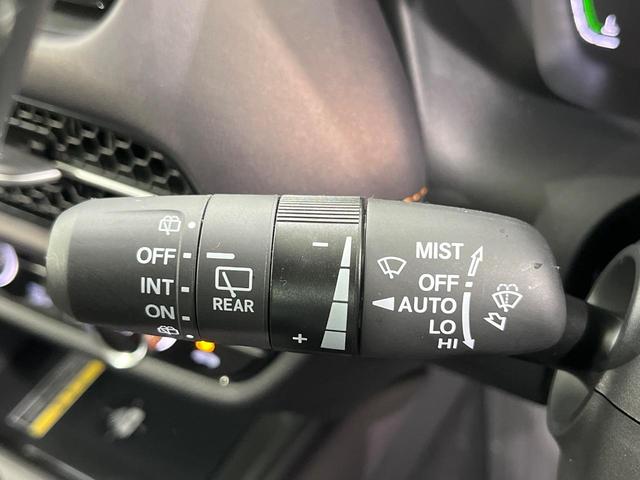 OFF
INT
ON
REAR
−
+
MIST
OFF
AUTO
LO
HI